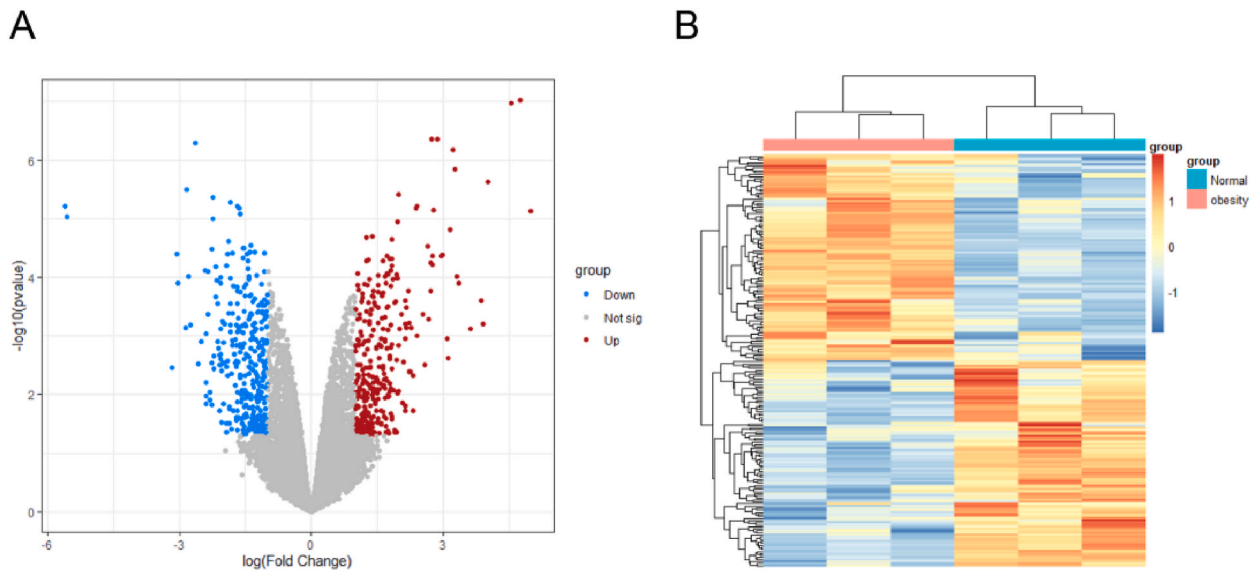 A
B
-log10(pvalue)
6
4
2
0
-6
-3
0
3
log(Fold Change)
group
Down
Not sig
Up
group
1
0
-1
group
Normal
obesity